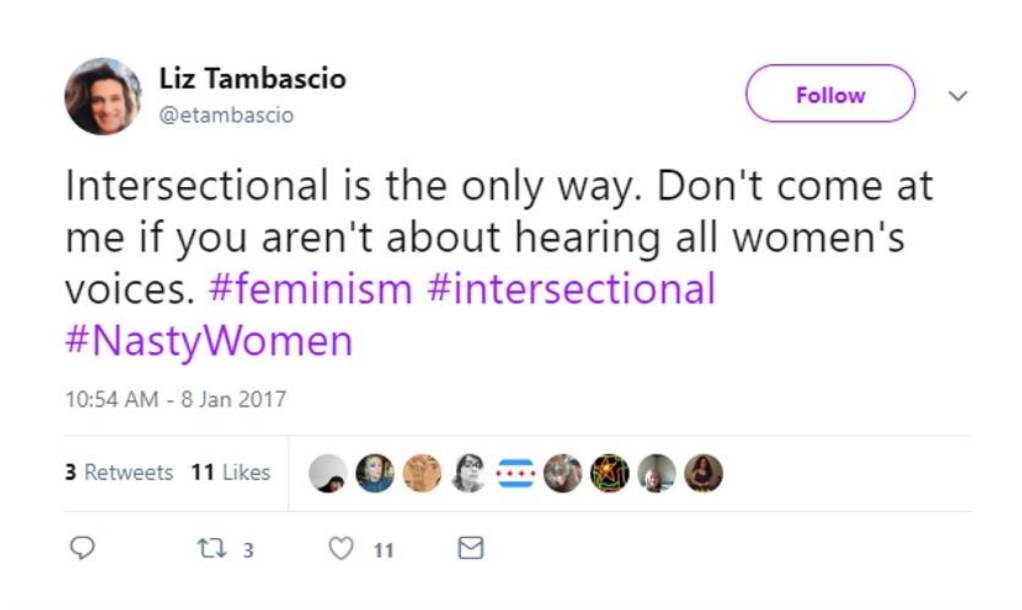 Liz Tambascio
@etambascio
Follow
Intersectional is the only way. Don't come at
me if you aren't about hearing all women's
voices. #feminism #intersectional
#NastyWomen
10:54 AM - 8 Jan 2017
3 Retweets 11 Likes
3 11